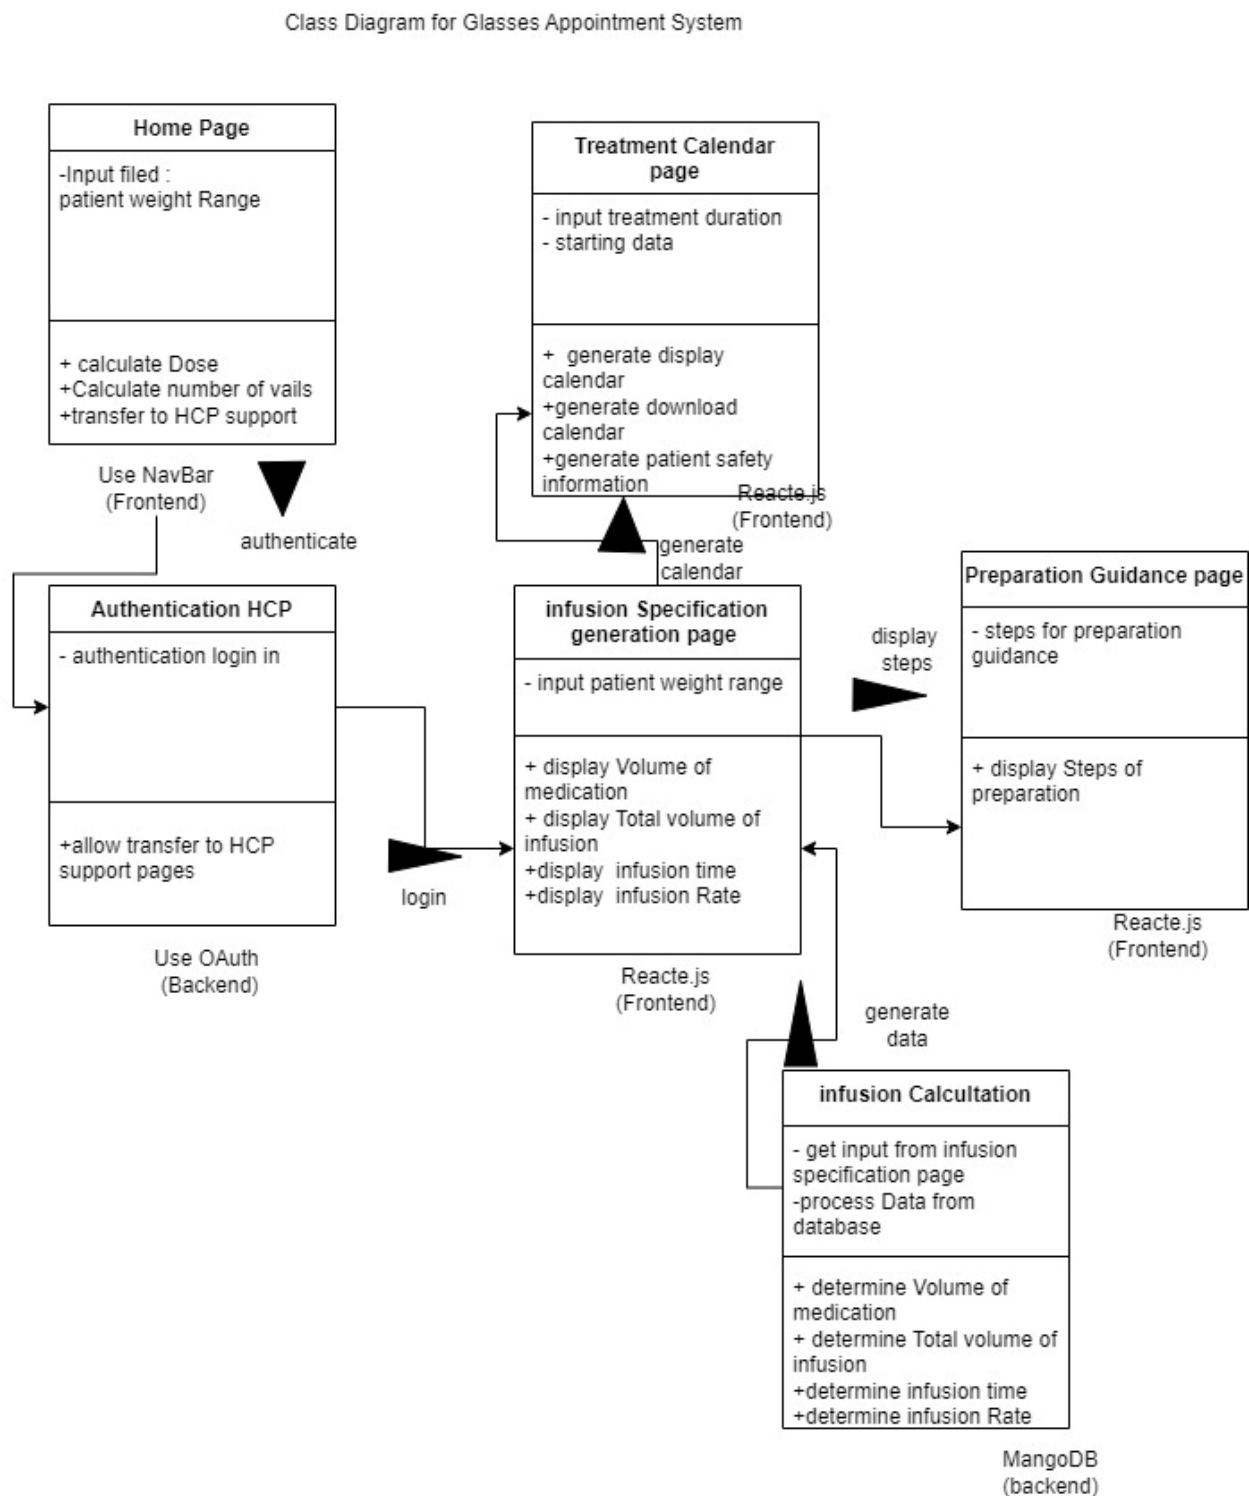 Class Diagram for Glasses Appointment System
Home Page
-Input filed :
patient weight Range
+ calculate Dose
+Calculate number of vails
+transfer to HCP support
Use NavBar
(Frontend)
authenticate
Treatment Calendar
page
- input treatment duration
- starting data
+  generate display
calendar
+generate download
calendar
+generate patient safety
information
Reacte.js
(Frontend)
generate
calendar
Authentication HCP
- authentication login in
+allow transfer to HCP
support pages
Use OAuth
(Backend)
login
infusion Specification
generation page
- input patient weight range
+ display Volume of
medication
+ display Total volume of
infusion
+display  infusion time
+display  infusion Rate
Reacte.js
(Frontend)
display
steps
Preparation Guidance page
- steps for preparation
guidance
+ display Steps of
preparation
Reacte.js
(Frontend)
generate
data
infusion Calcultation
- get input from infusion
specification page
-process Data from
database
+ determine Volume of
medication
+ determine Total volume of
infusion
+determine infusion time
+determine infusion Rate
MangoDB
(backend)